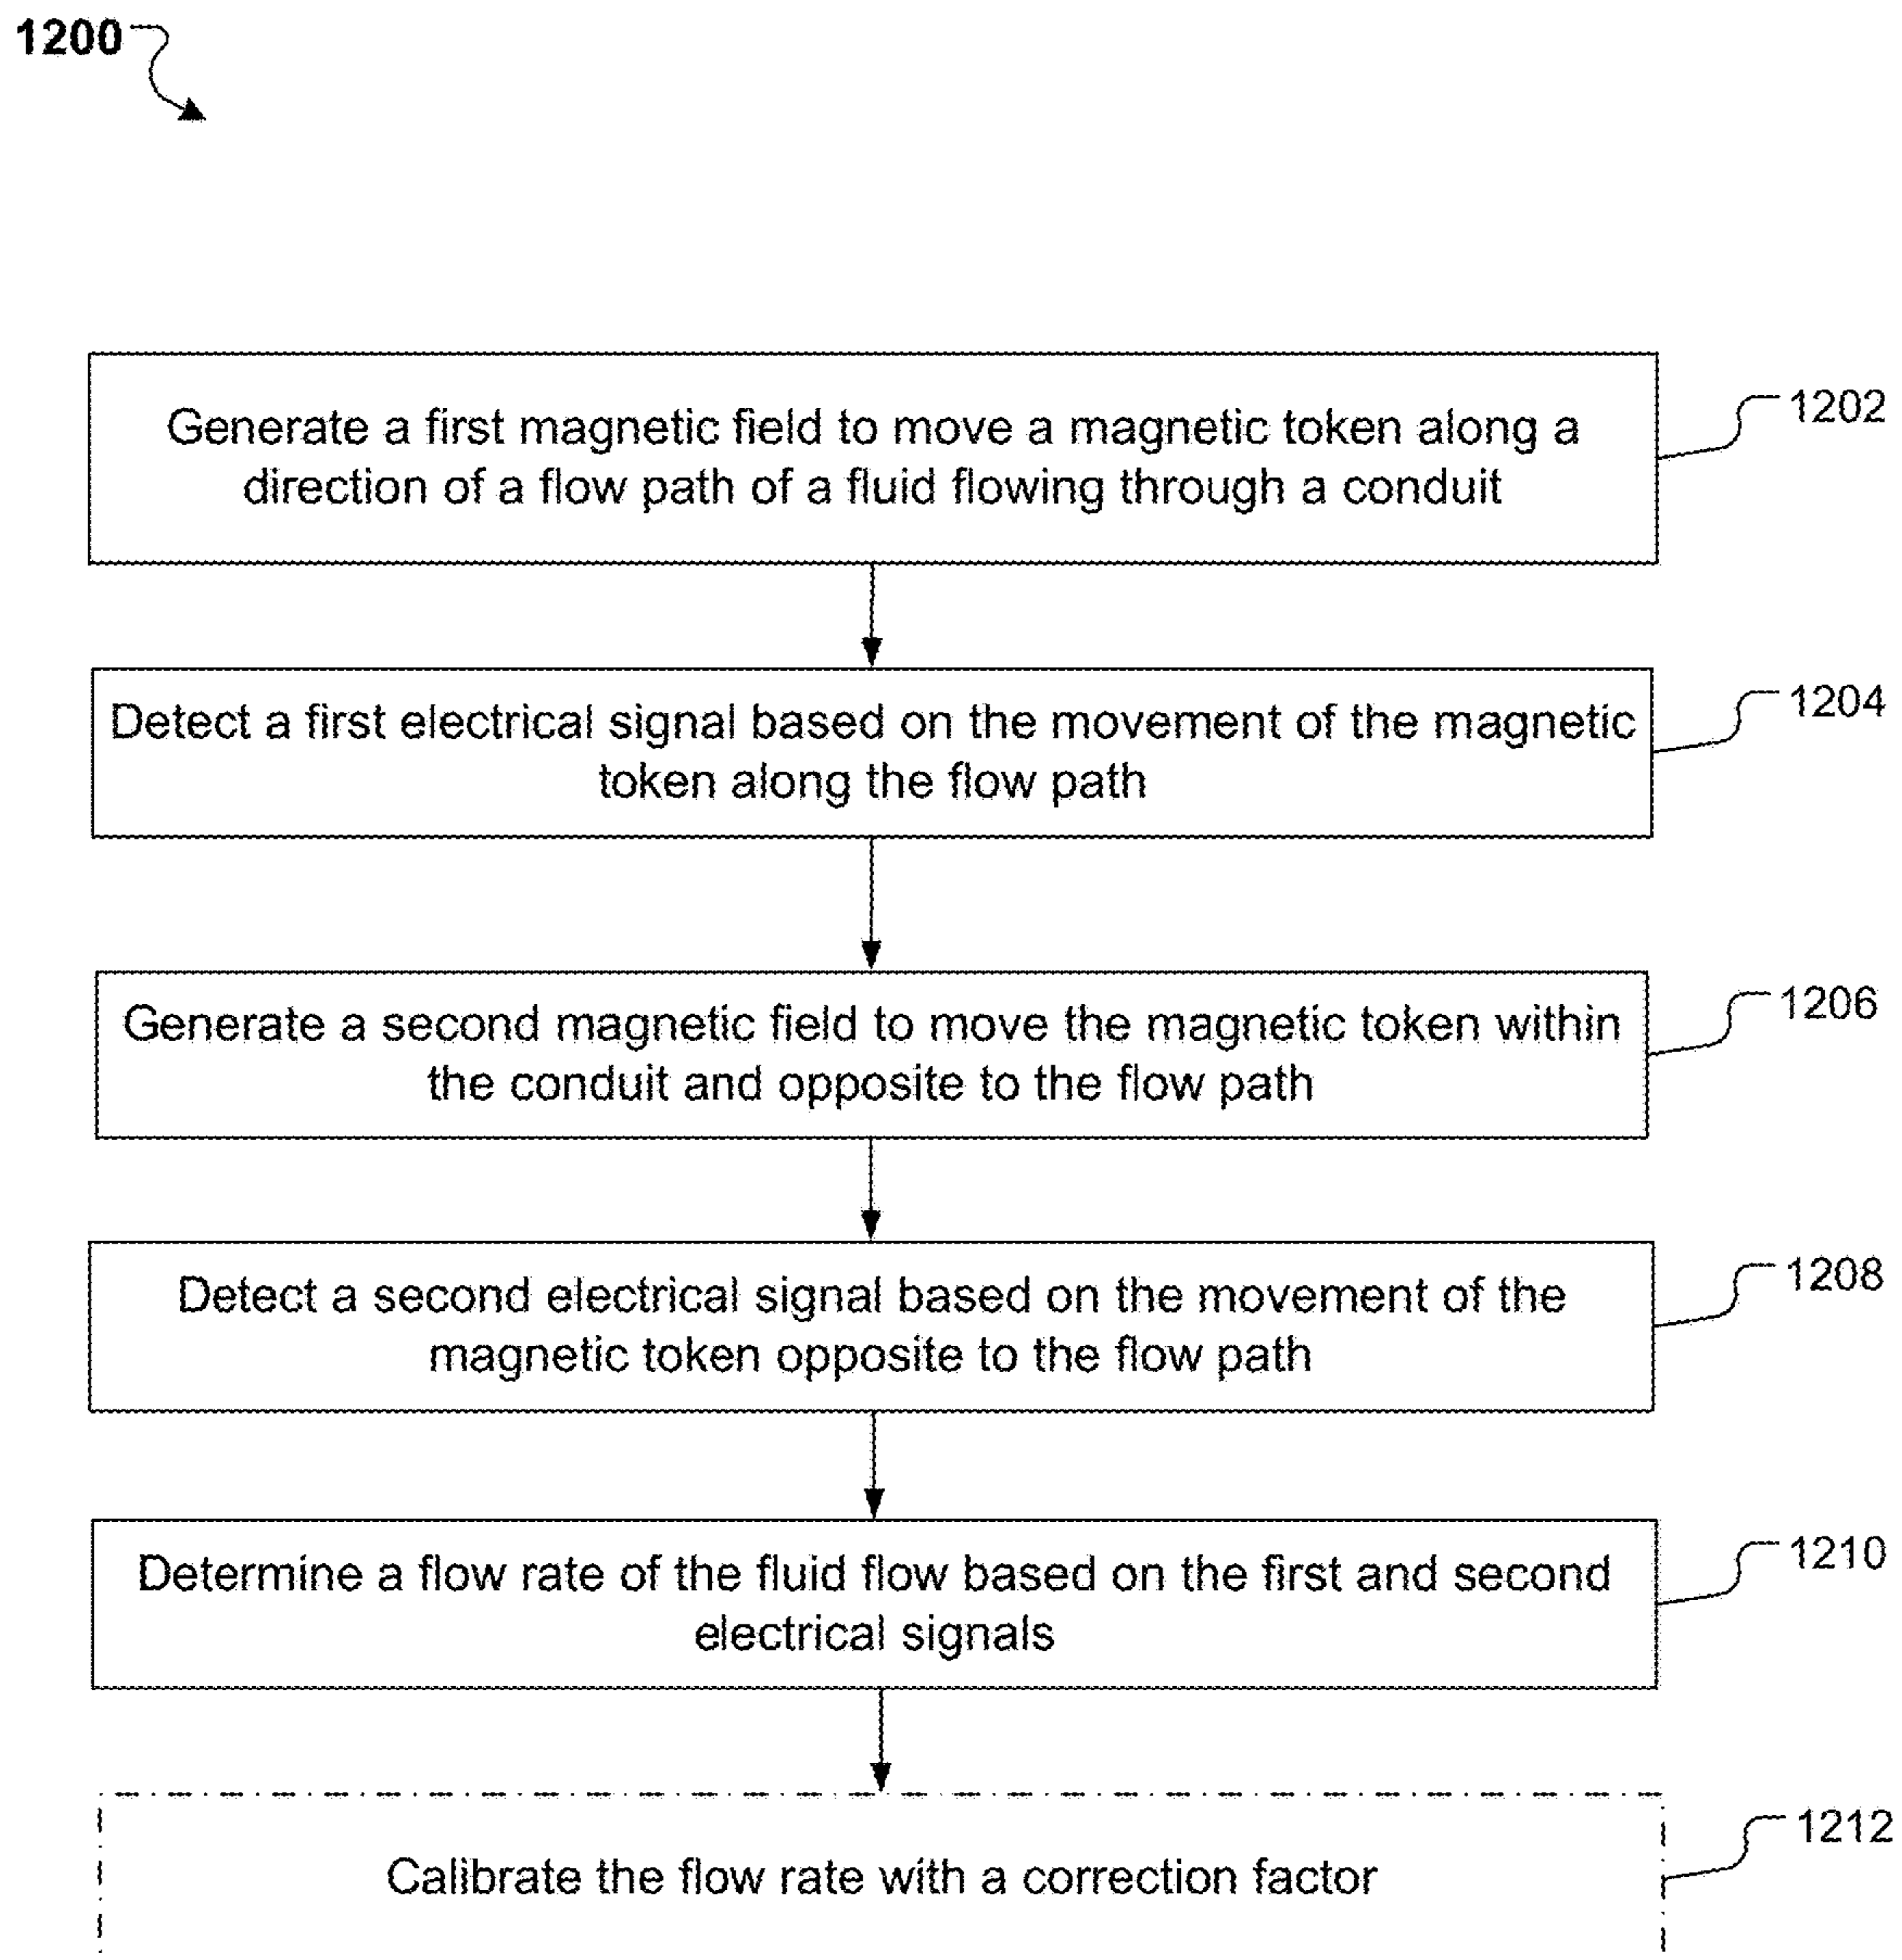 1200
Generate a first magnetic field to move a magnetic token along a
direction of a flow path of a fluid flowing through a conduit
1202
Detect a first electrical signal based on the movement of the magnetic
token along the flow path
1204
Generate a second magnetic field to move the magnetic token within
the conduit and opposite to the flow path
1206
Detect a second electrical signal based on the movement of the
magnetic token opposite to the flow path
1208
Determine a flow rate of the fluid flow based on the first and second
electrical signals
1210
Calibrate the flow rate with a correction factor
1212